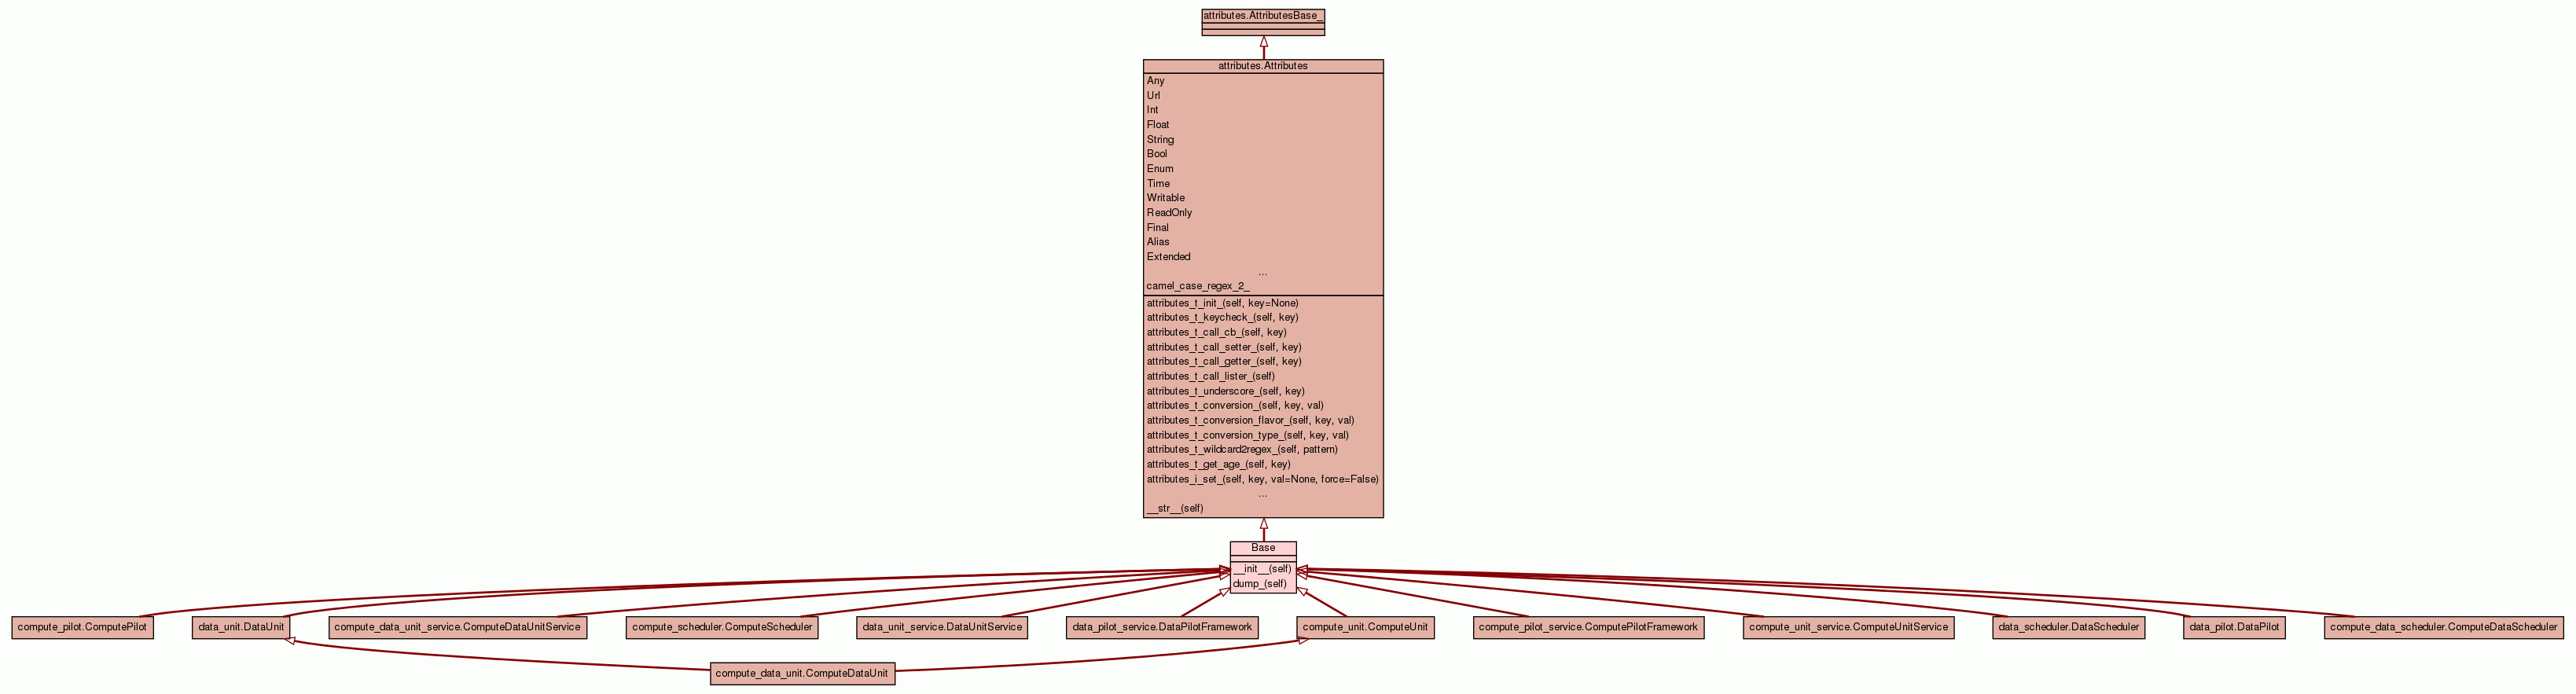 attributes.AttributesBase_
attributes.Attributes
Any
Url
Int
Float
String
Bool
Enum
Time
Writable
ReadOnly
Final
Alias
Extended
...
camel_case_regex_2_
attributes_t_init_(self, key=None)
attributes_t_keycheck_(self, key)
attributes_t_call_cb_(self, key)
attributes_t_call_setter_(self, key)
attributes_t_call_getter_(self, key)
attributes_t_call_lister_(self)
attributes_t_underscore_(self, key)
attributes_t_conversion_(self, key, val)
attributes_t_conversion_flavor_(self, key, val)
attributes_t_conversion_type_(self, key, val)
attributes_t_wildcard2regex_(self, pattern)
attributes_t_get_age_(self, key)
attributes_i_set_(self, key, val=None, force=False)
...
__str__(self)
Base
__init__(self)
dump_(self)
compute_pilot.ComputePilot
data_unit.DataUnit
compute_data_unit_service.ComputeDataUnitService
compute_scheduler.ComputeScheduler
data_unit_service.DataUnitService
data_pilot_service.DataPilotFramework
compute_unit.ComputeUnit
compute_pilot_service.ComputePilotFramework
compute_unit_service.ComputeUnitService
data_scheduler.DataScheduler
data_pilot.DataPilot
compute_data_scheduler.ComputeDataScheduler
compute_data_unit.ComputeDataUnit